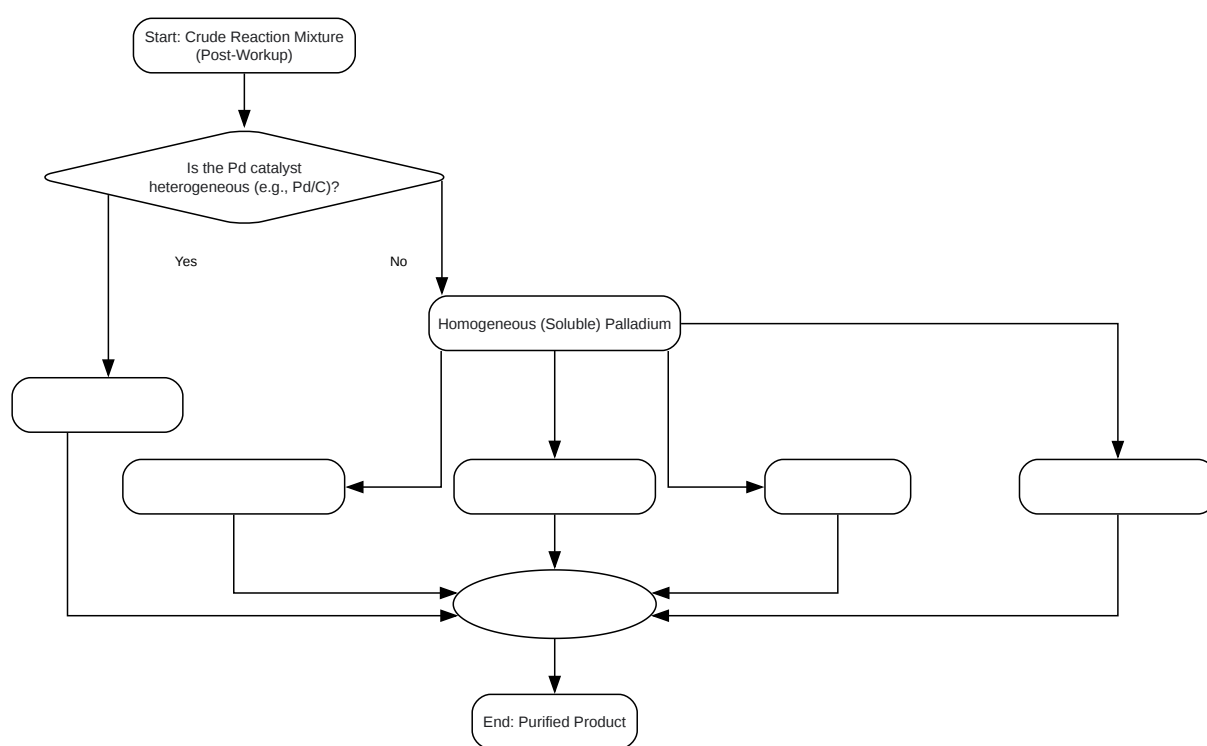 Start: Crude Reaction Mixture
(Post-Workup)
Is the Pd catalyst
heterogeneous (e.g., Pd/C)?
Yes
No
Homogeneous (Soluble) Palladium
End: Purified Product